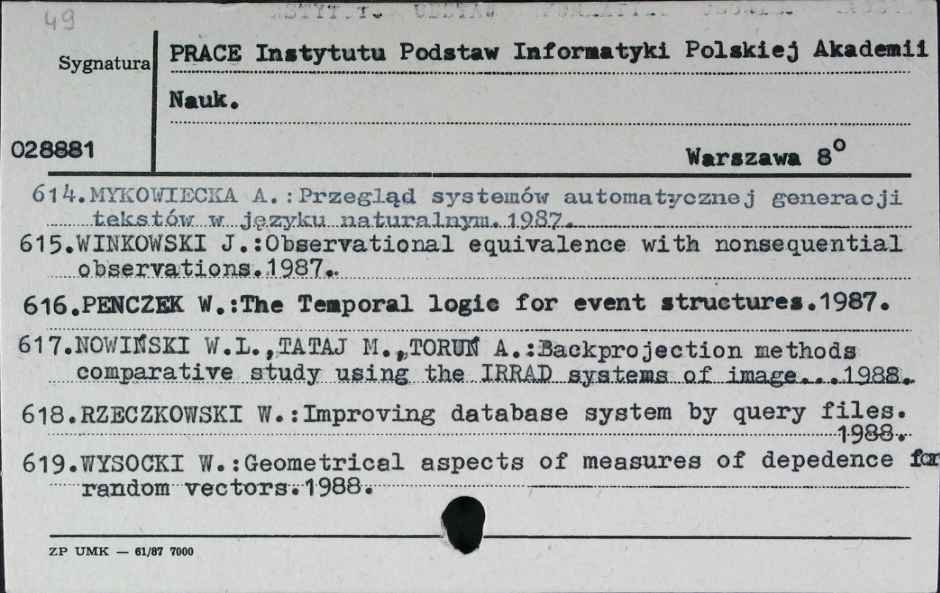 49
Sygnatura
PRACE Instytutu Podstaw Informatyki Polskiej Akademii
Nauk.
028881
Warszawa 8°
614.MYKOWIECKA A.:Przegląd systemów automatycznej generacji
tekstów w języku naturalnym.1987.
615.WINKOWSKI J.:Observational equivalence with nonsequential
observations.1987.
616.PENCZEK W.:The Temporal logic for event structures.1987.
617.NOWIŃSKI W.L.,TATAJ M.,TORUŃ A.:Backprojection methods
comparative study using the IRRAD systems of image...1988.
618.RZECZKOWSKI W.:Improving database system by query files.
1988.
619.WYSOCKI W.:Geometrical aspects of measures of depedence for
random vectors.1988.
ZP UMK — 61/87 7000